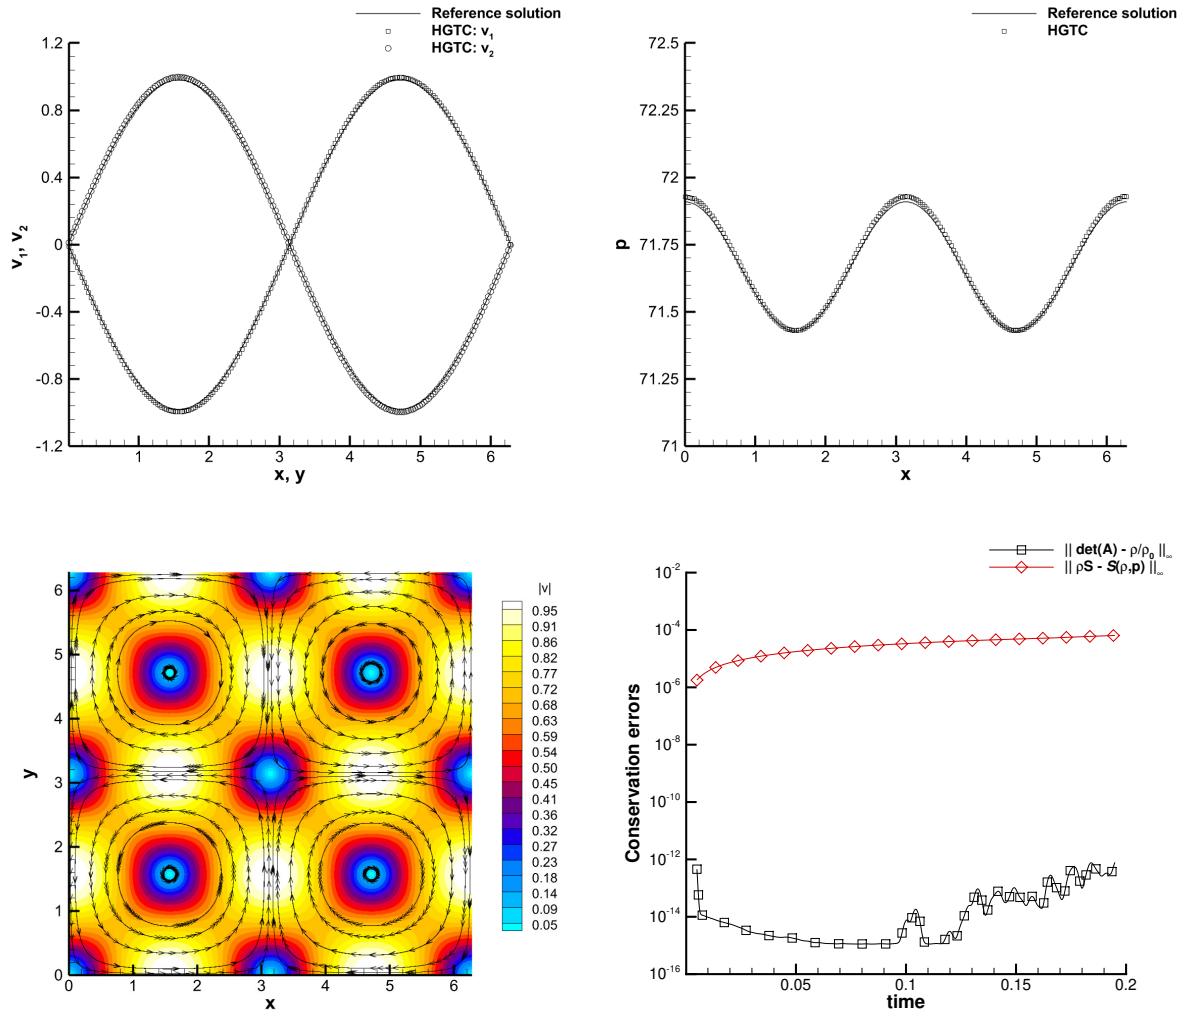 Reference solution
HGTC: v1
HGTC: v2
1.2
0.8
0.4
0
-0.4
-0.8
-1.2
v1, v2
1 2 3 4 5 6
x, y
Reference solution
HGTC
72.5
72.25
72
71.75
71.5
71.25
71
p
0 1 2 3 4 5 6
x
6
5
4
3
2
1
0
y
0 1 2 3 4 5 6
x
|v|
0.95
0.91
0.86
0.82
0.77
0.72
0.68
0.63
0.59
0.54
0.50
0.45
0.41
0.36
0.32
0.27
0.23
0.18
0.14
0.09
0.05
|| det(A) - ρ/ρ0 ||∞
|| ρS - S(ρ,p) ||∞
10-2
10-4
10-6
10-8
10-10
10-12
10-14
10-16
Conservation errors
0.05 0.1 0.15 0.2
time